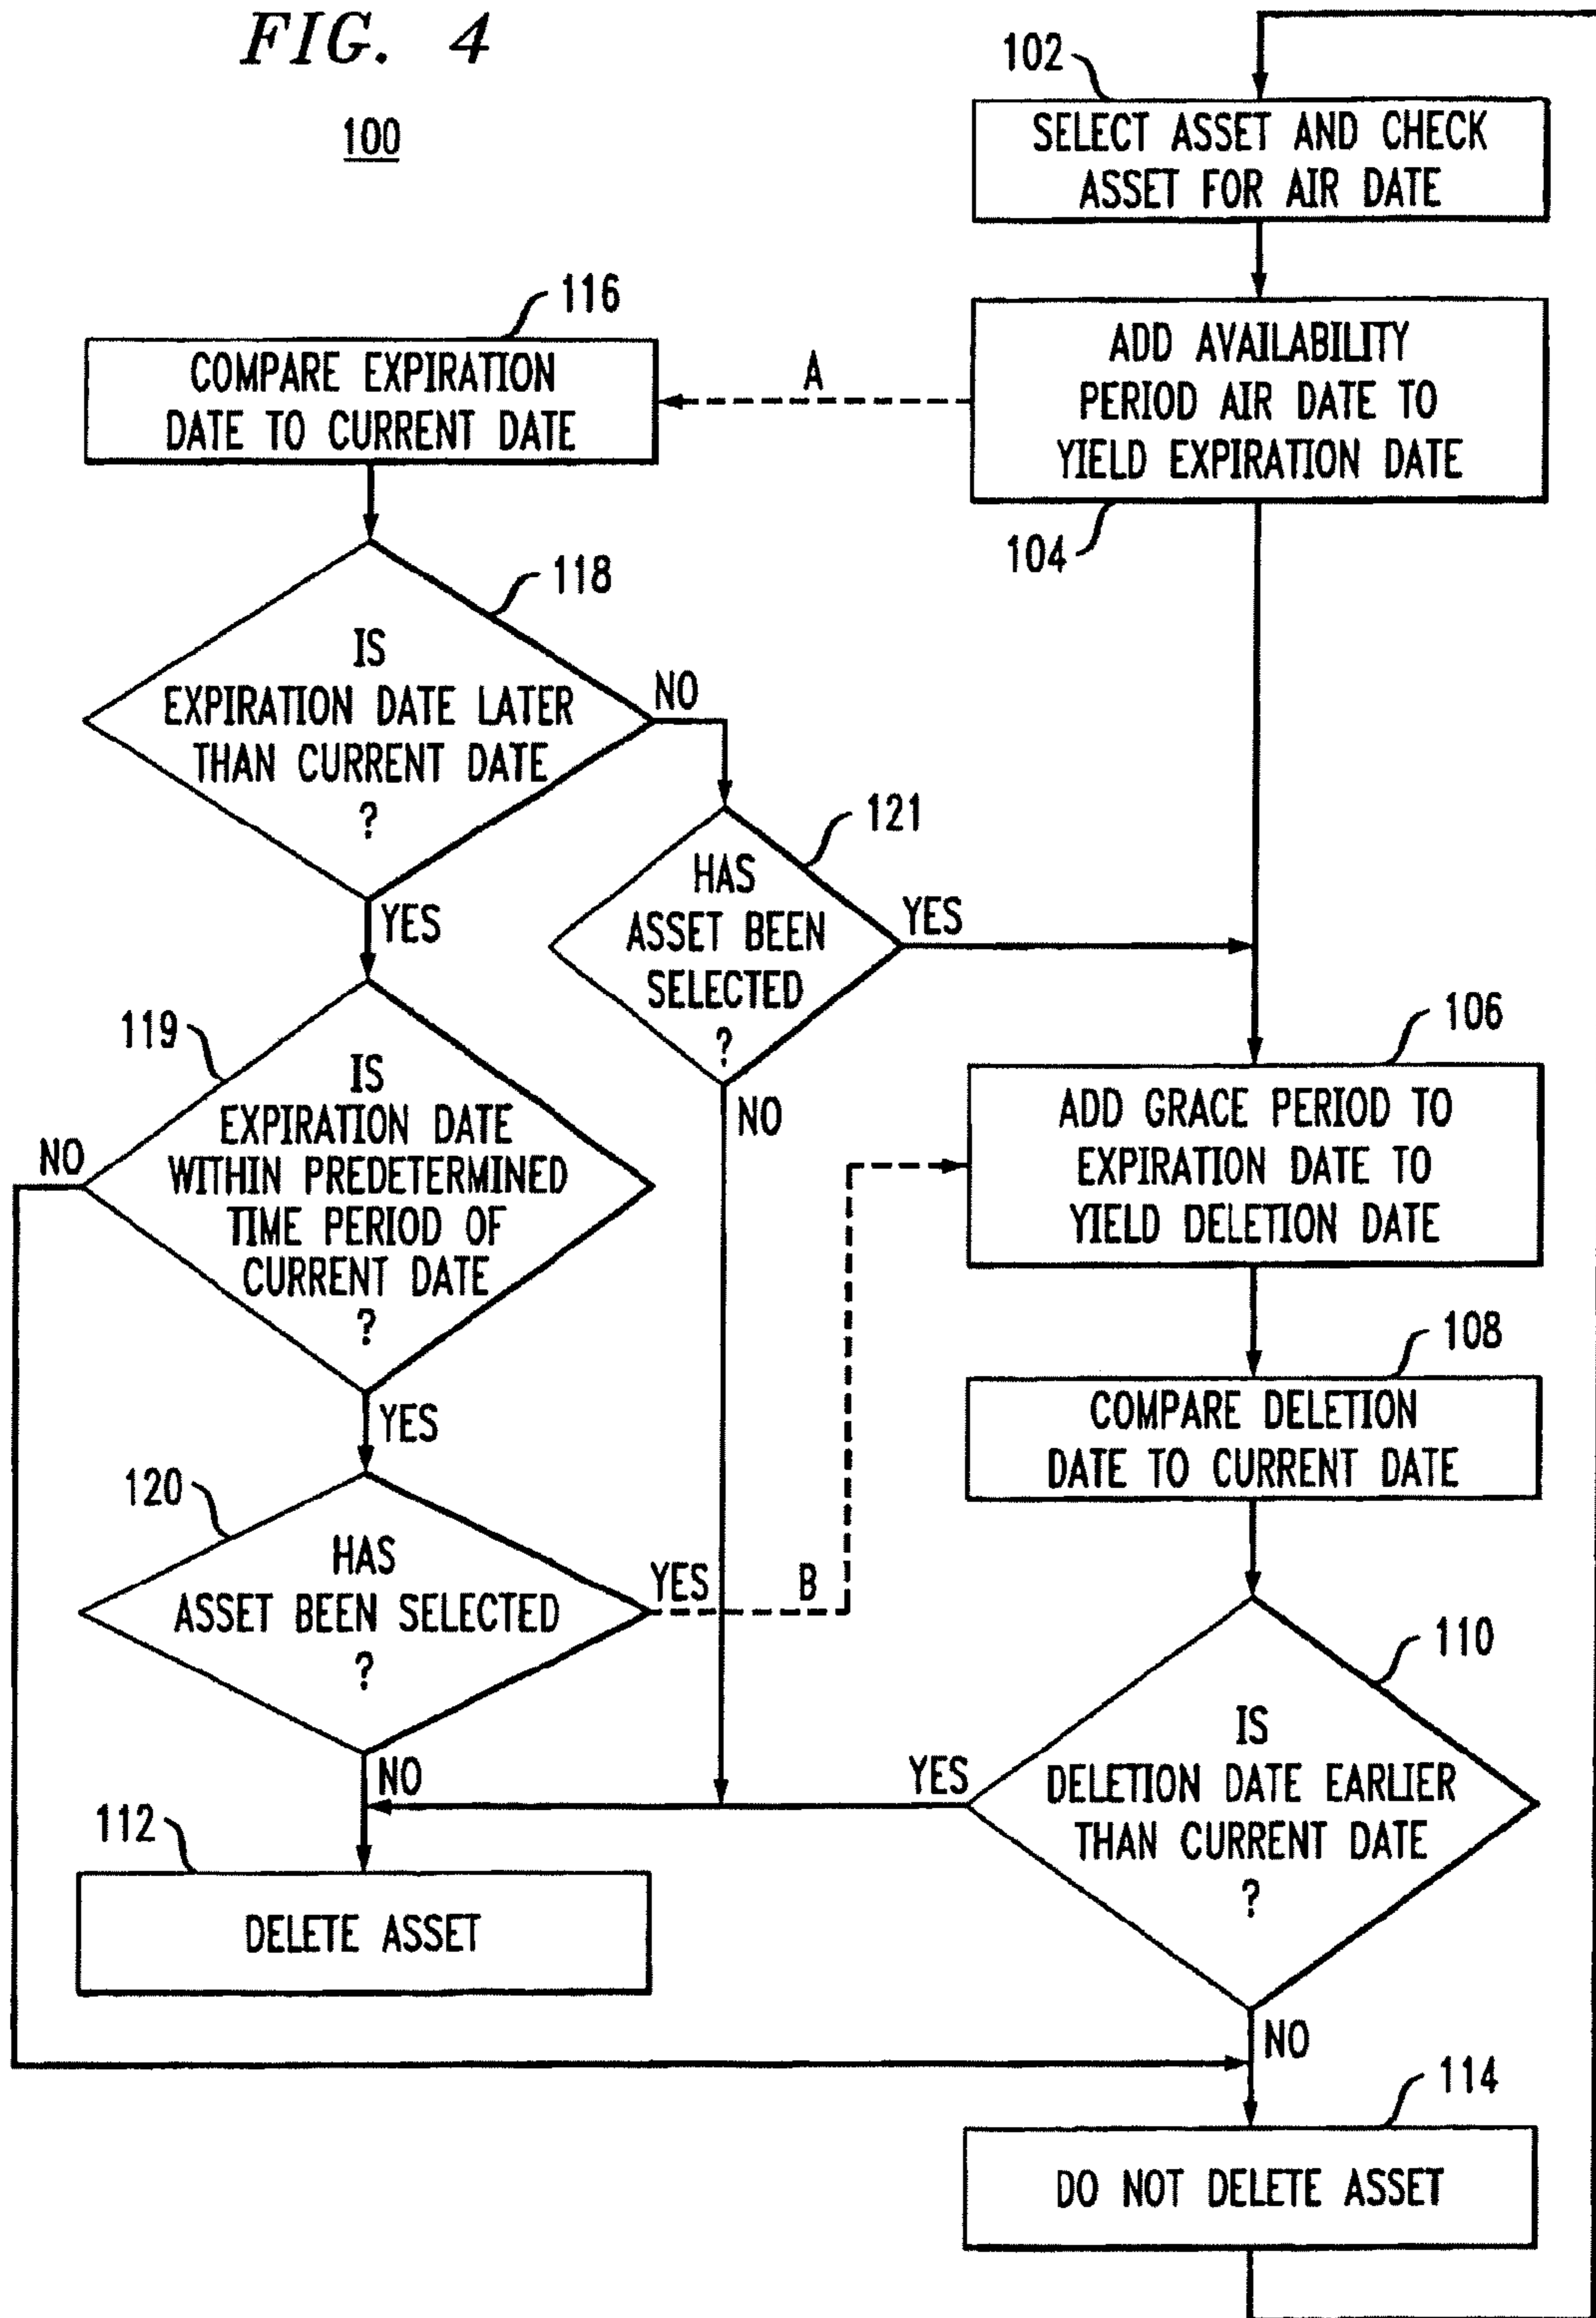 FIG. 4
100
102
SELECT ASSET AND CHECK
ASSET FOR AIR DATE
116
COMPARE EXPIRATION
DATE TO CURRENT DATE
A
ADD AVAILABILITY
PERIOD AIR DATE TO
YIELD EXPIRATION DATE
104
118
IS
EXPIRATION DATE LATER
THAN CURRENT DATE
?
NO
YES
121
HAS
ASSET BEEN
SELECTED
?
YES
NO
119
IS
EXPIRATION DATE
WITHIN PREDETERMINED
TIME PERIOD OF
CURRENT DATE
?
NO
YES
106
ADD GRACE PERIOD TO
EXPIRATION DATE TO
YIELD DELETION DATE
108
COMPARE DELETION
DATE TO CURRENT DATE
120
HAS
ASSET BEEN SELECTED
?
YES
B
NO
110
IS
DELETION DATE EARLIER
THAN CURRENT DATE
?
YES
NO
112
DELETE ASSET
114
DO NOT DELETE ASSET